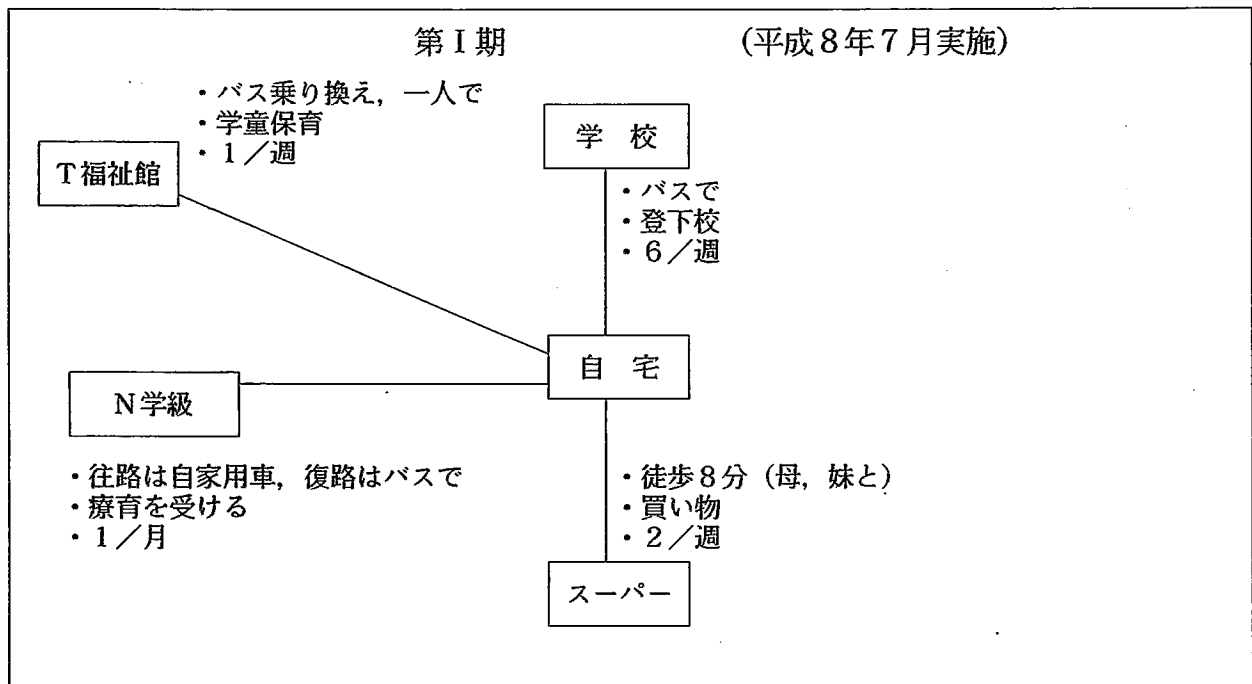 第Ⅰ期 (平成8年7月実施)
・バス乗り換え，一人で
・学童保育
・1／週
T福祉館
学 校
・バスで
・登下校
・6／週
自 宅
N学級
・往路は自家用車，復路はバスで
・療育を受ける
・1／月
・徒歩8分（母，妹と）
・買い物
・2／週
スーパー